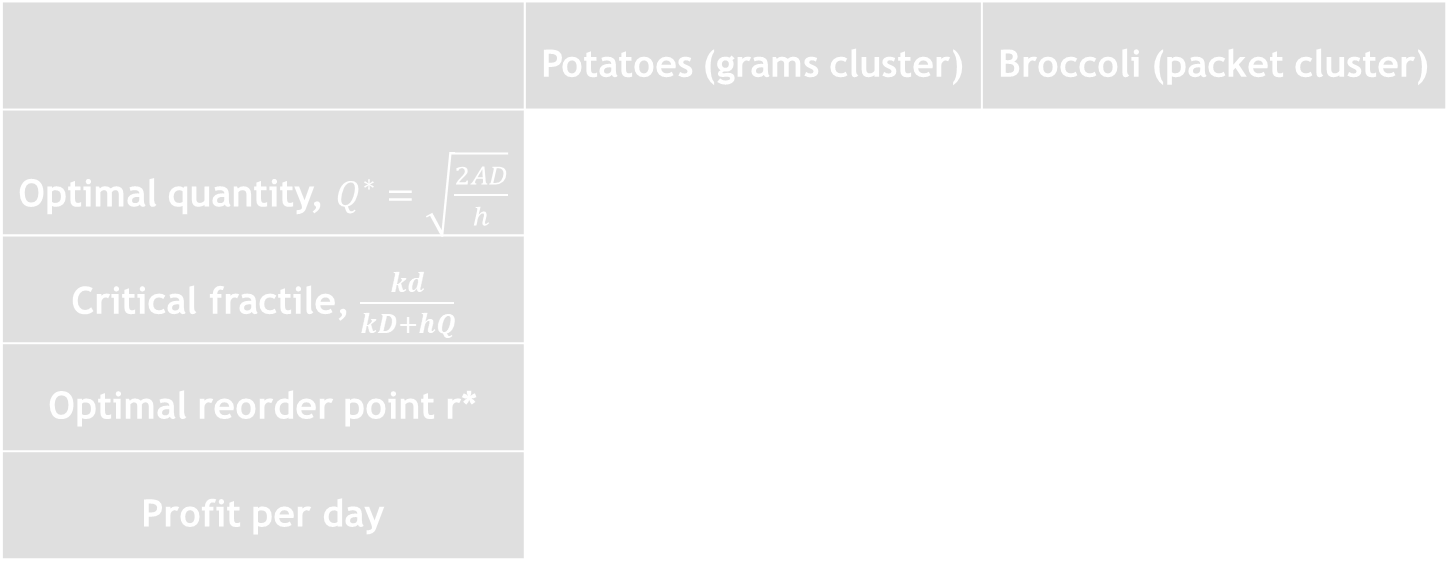 Potatoes (grams cluster) Broccoli (packet cluster)
Optimal quantity, Q* = √(2AD/h)
Critical fractile, kd/(kD+hQ)
Optimal reorder point r*
Profit per day